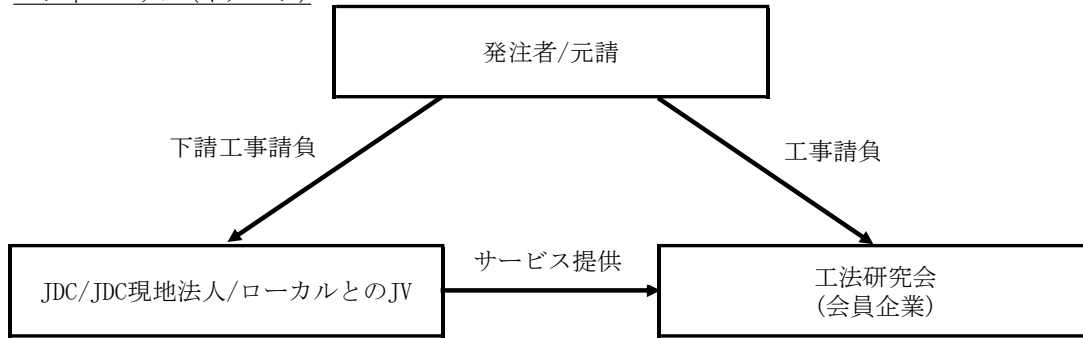 発注者/元請
下請工事請負
工事請負
サービス提供
JDC/JDC現地法人/ローカルとのJV
工法研究会
(会員企業)